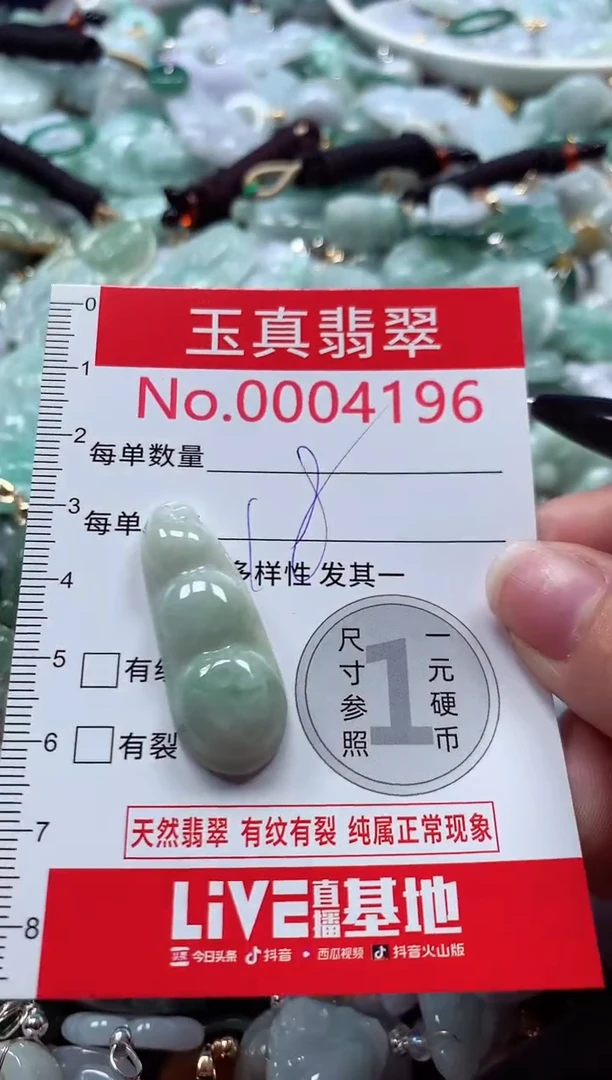 0
玉真翡翠
1
No.0004196
2
每单数量
18
3
每单
多样性 发其一
4
尺寸参照
1
一元硬币
5
有纹
6
有裂
天然翡翠 有纹有裂 纯属正常现象
7
LiVE直播基地
8
头条 今日头条 抖音 • 西瓜视频 抖音火山版